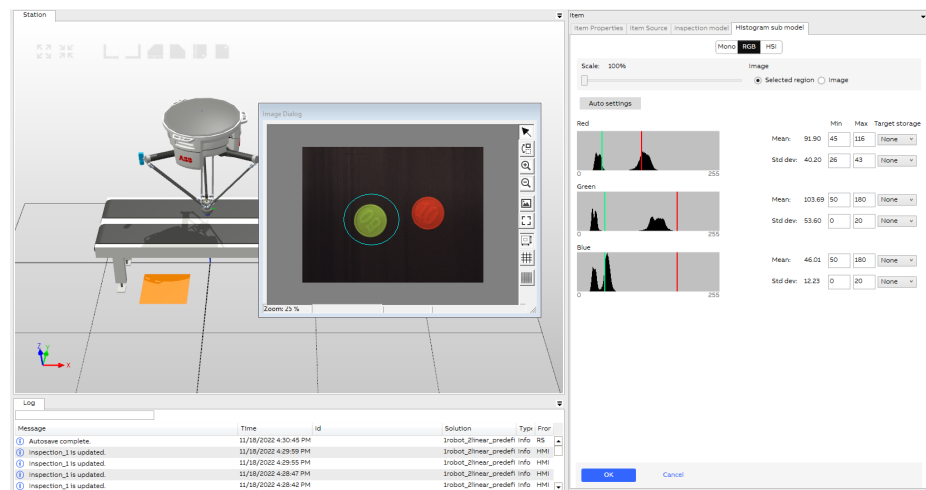 Station
ABB
Z
Y
X
Image Dialog
Zoom: 25 %
Log
Message Time Id Solution Type Fror
Autosave complete. 11/18/2022 4:30:45 PM 1robot_2linear_predefi Info RS
Inspection_1 is updated. 11/18/2022 4:29:59 PM 1robot_2linear_predefi Info HMI
Inspection_1 is updated. 11/18/2022 4:29:55 PM 1robot_2linear_predefi Info HMI
Inspection_1 is updated. 11/18/2022 4:28:47 PM 1robot_2linear_predefi Info HMI
Inspection_1 is updated. 11/18/2022 4:28:42 PM 1robot_2linear_predefi Info HMI
Item
Item Properties Item Source Inspection model Histogram sub model
Mono RGB HSI
Scale: 100% Image
Selected region Image
Auto settings
Min Max Target storage
Red
Mean: 91.90 45 116 None
Std dev: 40.20 26 43 None
0 255
Green
Mean: 103.69 50 180 None
Std dev: 53.60 0 20 None
0 255
Blue
Mean: 46.01 50 180 None
Std dev: 12.23 0 20 None
0 255
OK Cancel